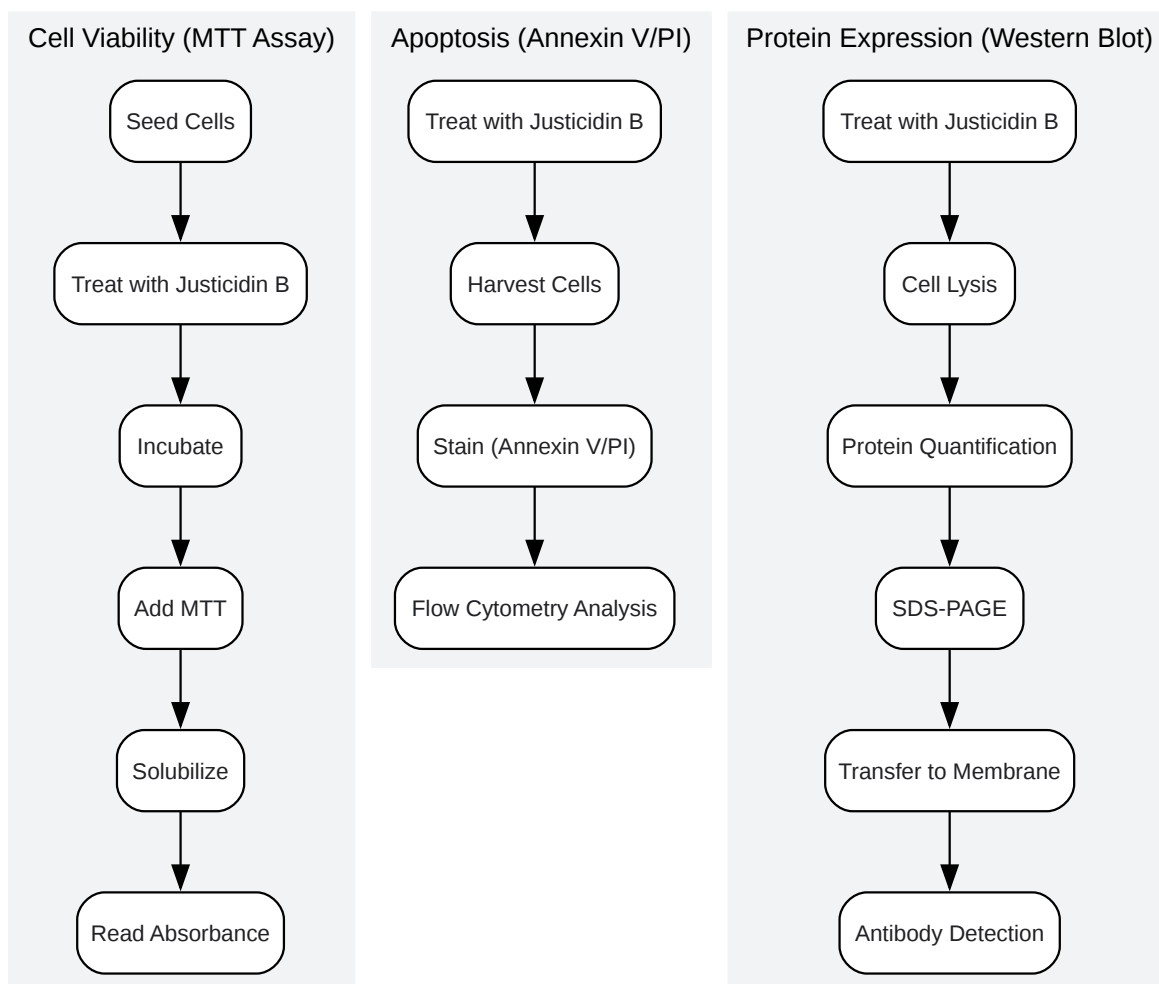 Cell Viability (MTT Assay)
Seed Cells
Treat with Justicidin B
Incubate
Add MTT
Solubilize
Read Absorbance
Apoptosis (Annexin V/PI)
Treat with Justicidin B
Harvest Cells
Stain (Annexin V/PI)
Flow Cytometry Analysis
Protein Expression (Western Blot)
Treat with Justicidin B
Cell Lysis
Protein Quantification
SDS-PAGE
Transfer to Membrane
Antibody Detection